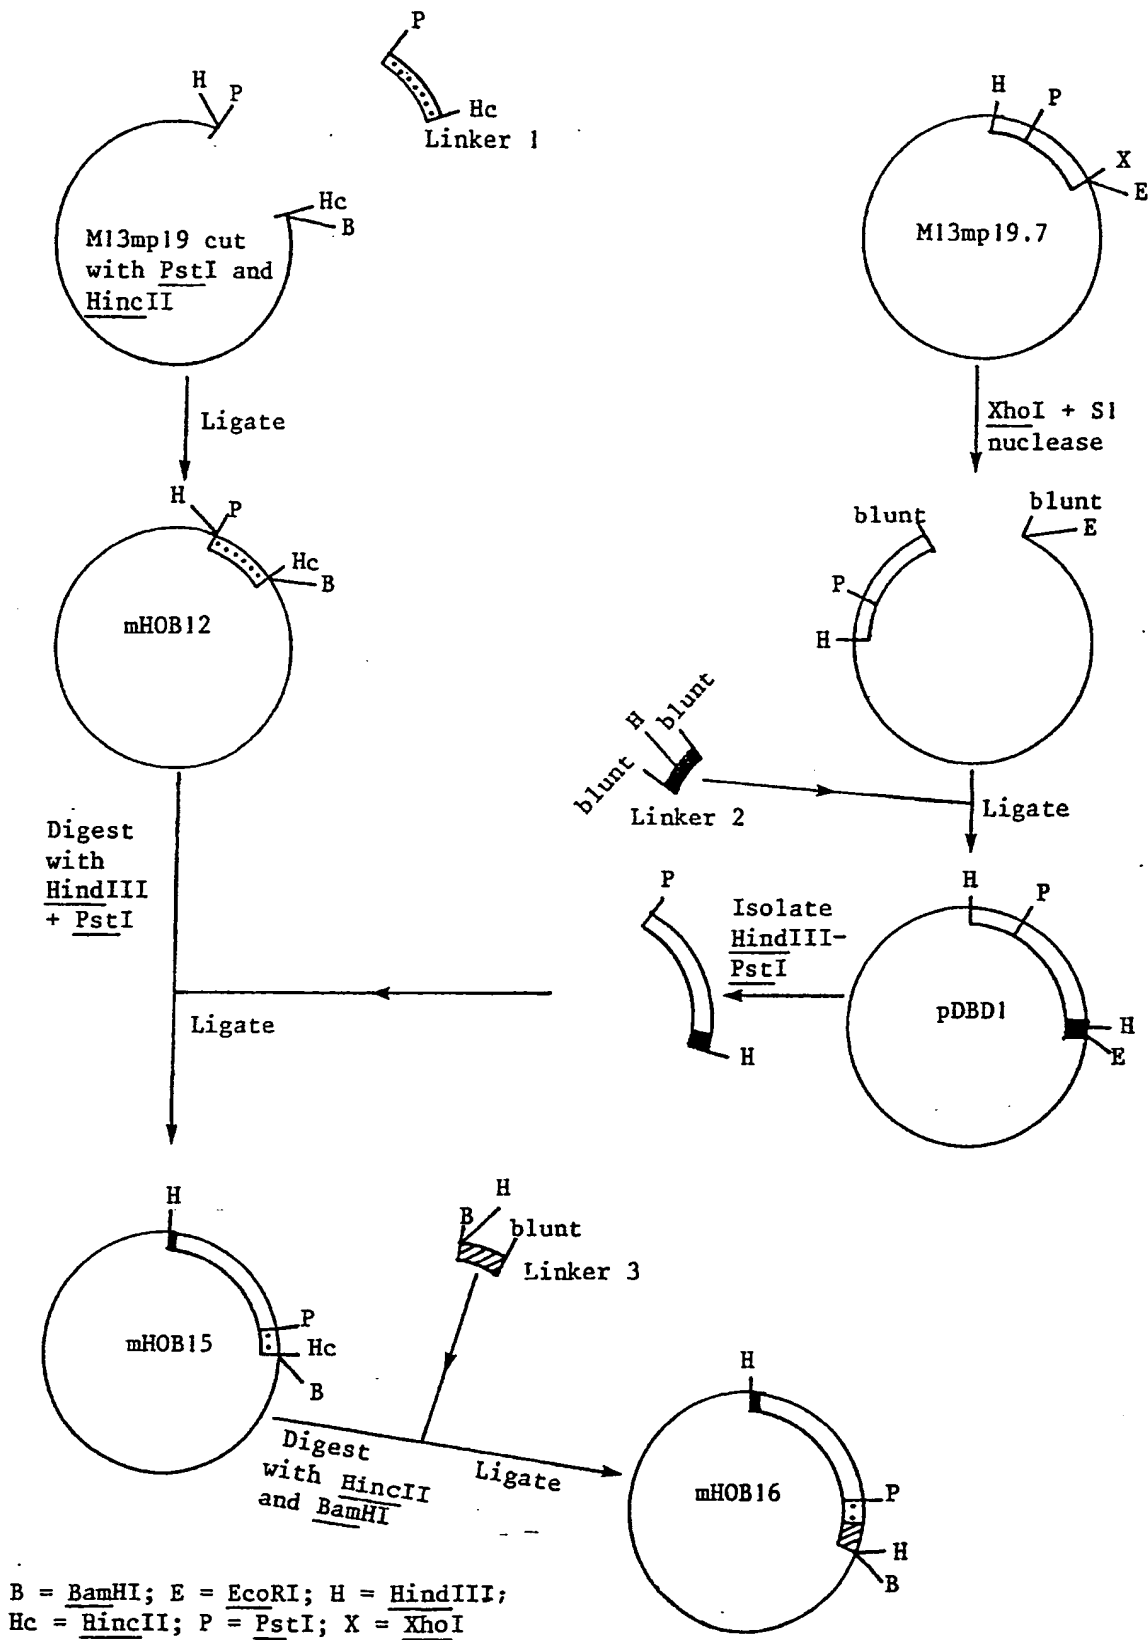 P
H
P
Hc
Linker 1
Hc
B
M13mp19 cut
with PstI and
HincII
H
P
X
E
M13mp19.7
Ligate
XhoI + S1
nuclease
H
P
Hc
B
mHOB12
blunt
blunt
E
P
H
blunt
H
blunt
Linker 2
Ligate
Digest
with
HindIII
+ PstI
P
Isolate
HindIII-
PstI
H
H
P
pDBD1
H
E
Ligate
H
mHOB15
P
Hc
B
B
H
blunt
Linker 3
Digest
with HincII
and BamHI
Ligate
H
mHOB16
P
H
B
B = BamHI; E = EcoRI; H = HindIII;
Hc = HincII; P = PstI; X = XhoI